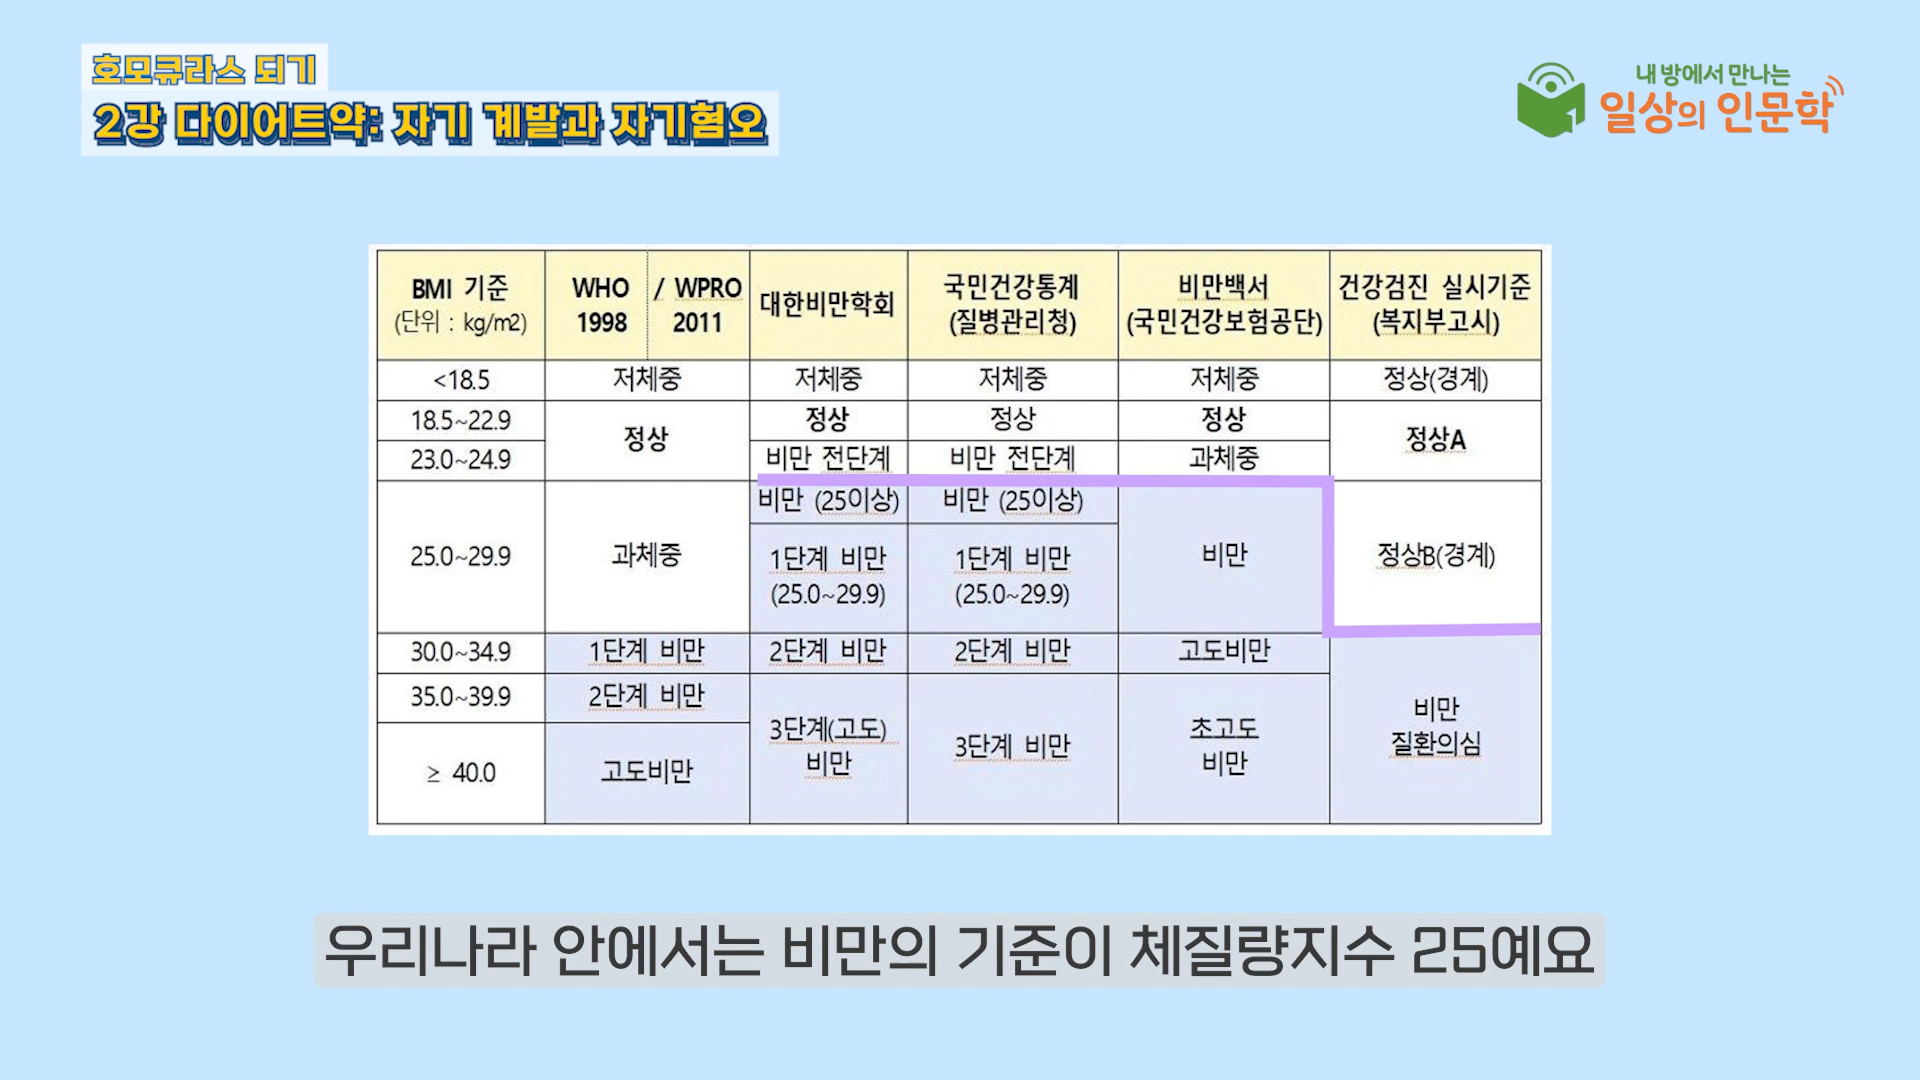 호모큐라스 되기
2강 다이어트약: 자기 계발과 자기혐오
내 방에서 만나는
일상의 인문학
BMI 기준 (단위 : kg/m2) | WHO 1998 / WPRO 2011 | 대한비만학회 | 국민건강통계 (질병관리청) | 비만백서 (국민건강보험공단) | 건강검진 실시기준 (복지부고시)
<18.5 | 저체중 | 저체중 | 저체중 | 저체중 | 정상(경계)
18.5~22.9 | 정상 | 정상 | 정상 | 정상 | 정상A
23.0~24.9 | 비만 전단계 | 비만 전단계 | 과체중
25.0~29.9 | 과체중 | 비만 (25이상) | 비만 (25이상) | 비만 | 정상B(경계)
1단계 비만 (25.0~29.9) | 1단계 비만 (25.0~29.9)
30.0~34.9 | 1단계 비만 | 2단계 비만 | 2단계 비만 | 고도비만 | 비만 질환의심
35.0~39.9 | 2단계 비만 | 3단계(고도) 비만 | 3단계 비만 | 초고도 비만
≥ 40.0 | 고도비만
우리나라 안에서는 비만의 기준이 체질량지수 25예요